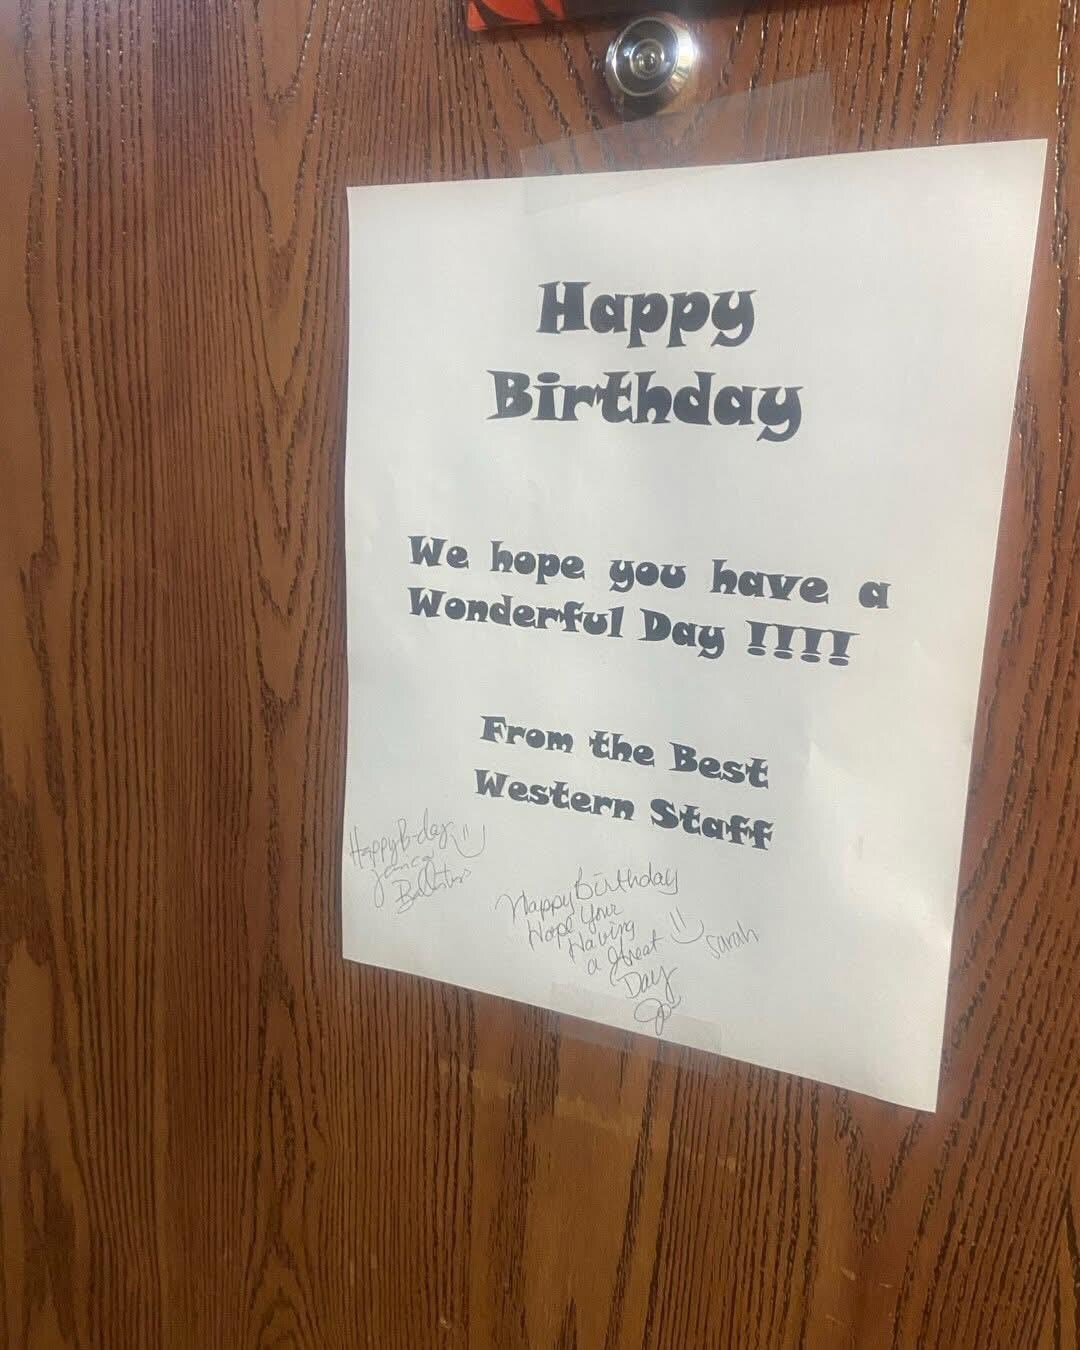 Happy
Birthday
We hope you have a
Wonderful Day !!!!
From the Best
Western Staff
Happy B-day
Happy Birthday
Hope Your
Having
a great
Day
Sarah